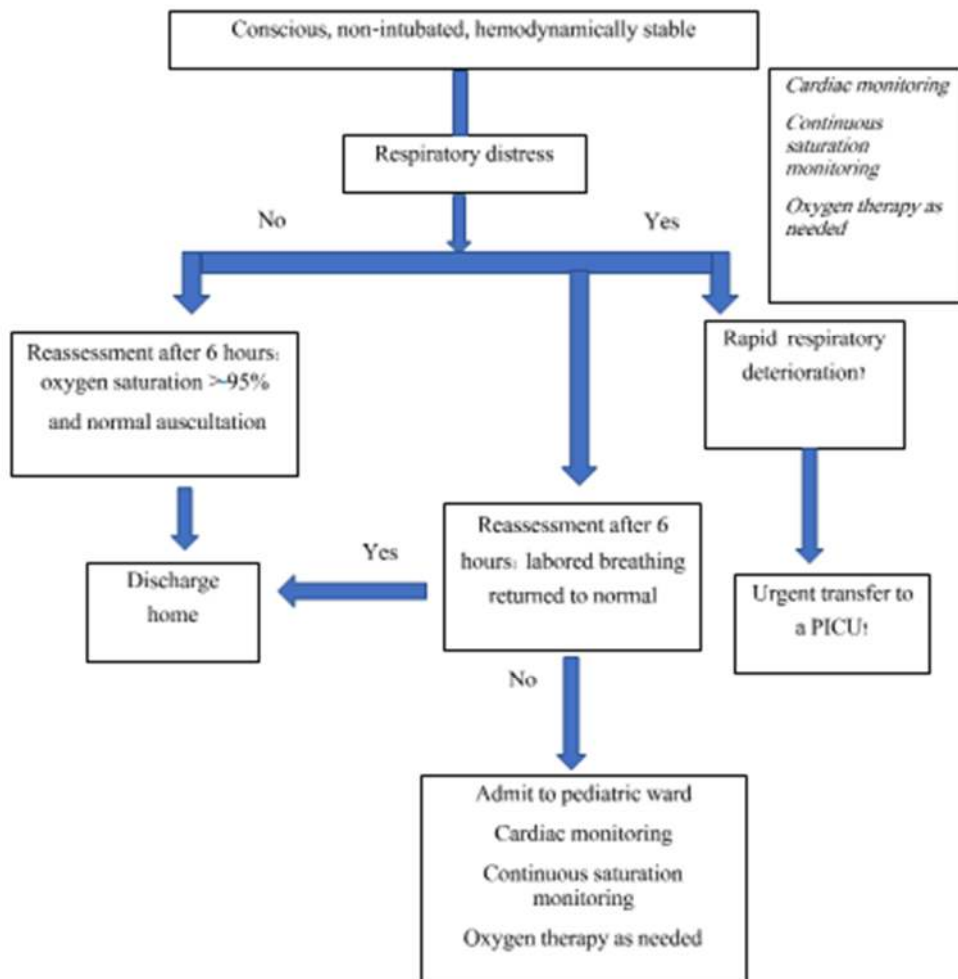 Conscious, non-intubated, hemodynamically stable
Cardiac monitoring
Continuous
saturation
monitoring
Oxygen therapy as
needed
Respiratory distress
No
Yes
Reassessment after 6 hours:
oxygen saturation >95%
and normal auscultation
Rapid respiratory
deterioration!
Reassessment after 6
hours: labored breathing
returned to normal
Yes
Discharge
home
Urgent transfer to
a PICU!
No
Admit to pediatric ward
Cardiac monitoring
Continuous saturation
monitoring
Oxygen therapy as needed